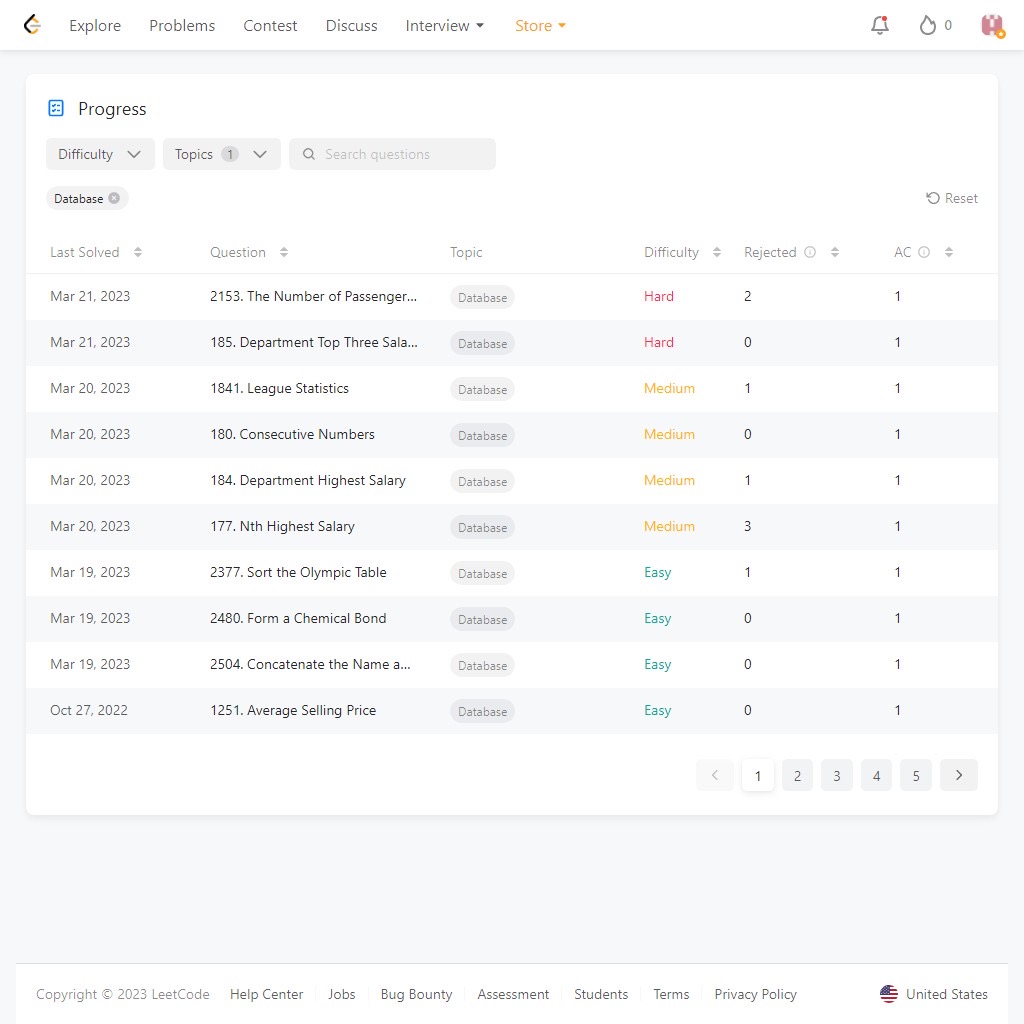 Explore Problems Contest Discuss Interview Store 0
Progress
Difficulty Topics 1 Search questions
Database Reset
Last Solved Question Topic Difficulty Rejected AC
Mar 21, 2023 2153. The Number of Passenger... Database Hard 2 1
Mar 21, 2023 185. Department Top Three Sala... Database Hard 0 1
Mar 20, 2023 1841. League Statistics Database Medium 1 1
Mar 20, 2023 180. Consecutive Numbers Database Medium 0 1
Mar 20, 2023 184. Department Highest Salary Database Medium 1 1
Mar 20, 2023 177. Nth Highest Salary Database Medium 3 1
Mar 19, 2023 2377. Sort the Olympic Table Database Easy 1 1
Mar 19, 2023 2480. Form a Chemical Bond Database Easy 0 1
Mar 19, 2023 2504. Concatenate the Name a... Database Easy 0 1
Oct 27, 2022 1251. Average Selling Price Database Easy 0 1
1 2 3 4 5
Copyright © 2023 LeetCode Help Center Jobs Bug Bounty Assessment Students Terms Privacy Policy United States